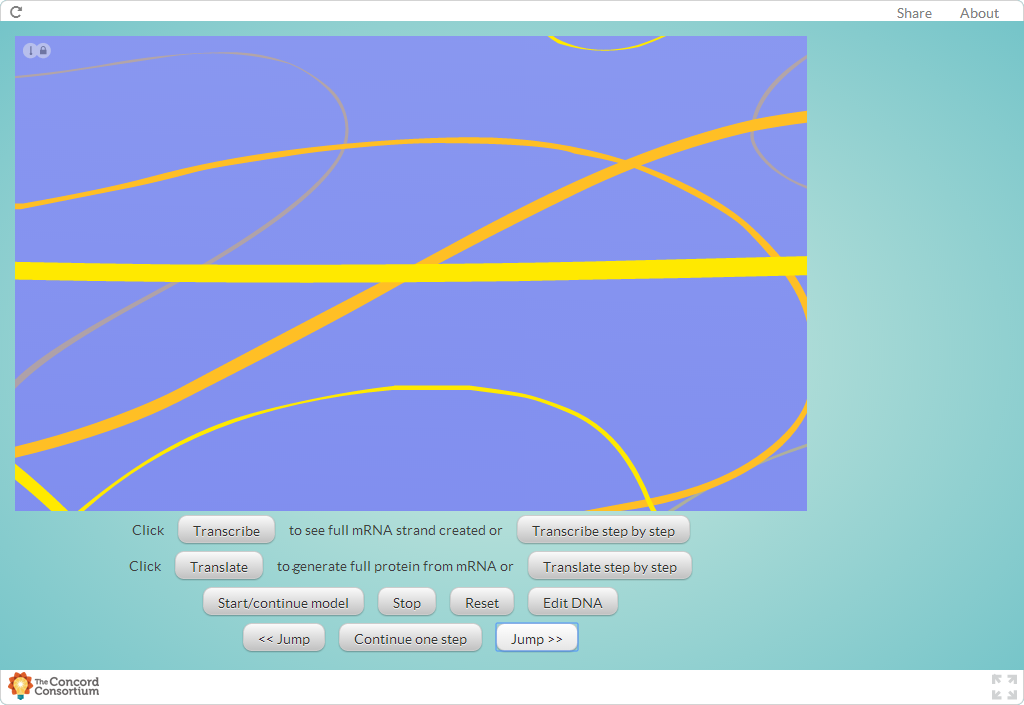 Share About
Click Transcribe to see full mRNA strand created or Transcribe step by step
Click Translate to generate full protein from mRNA or Translate step by step
Start/continue model Stop Reset Edit DNA
<< Jump Continue one step Jump >>
The Concord
Consortium